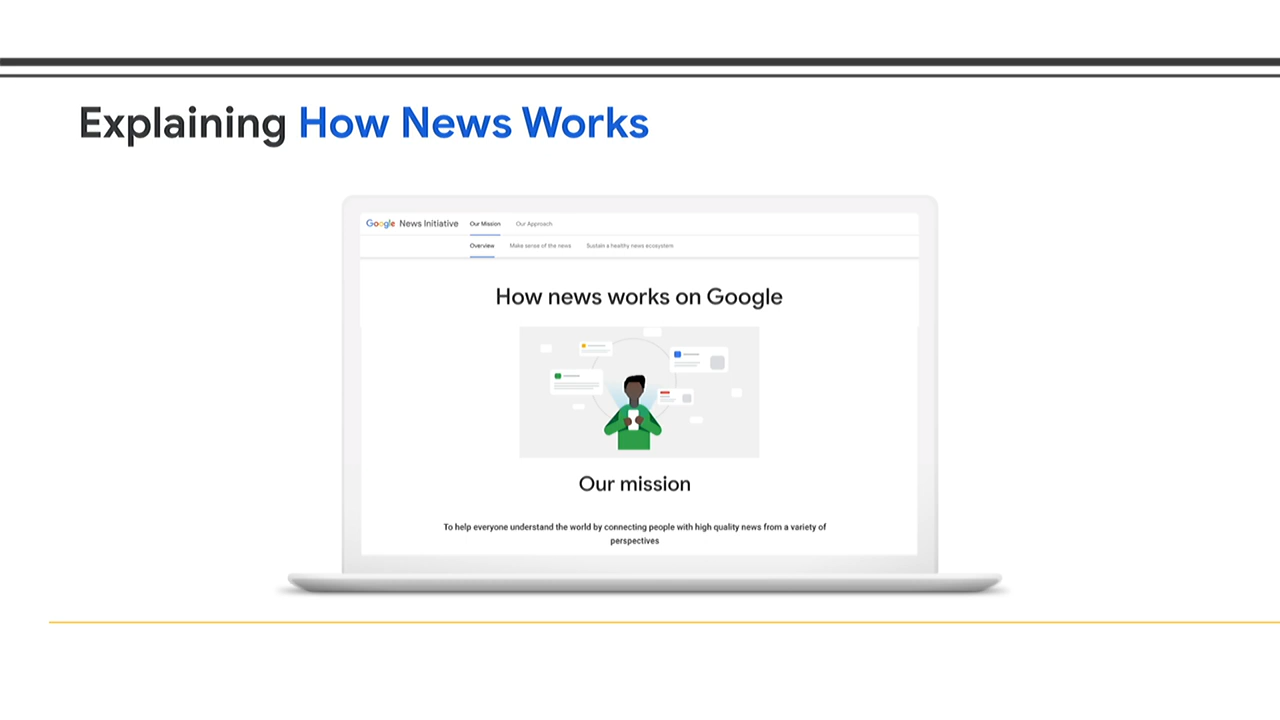 Explaining How News Works
Google News Initiative Our Mission Our Approach
Overview Make sense of the news Sustain a healthy news ecosystem
How news works on Google
Our mission
To help everyone understand the world by connecting people with high quality news from a variety of
perspectives